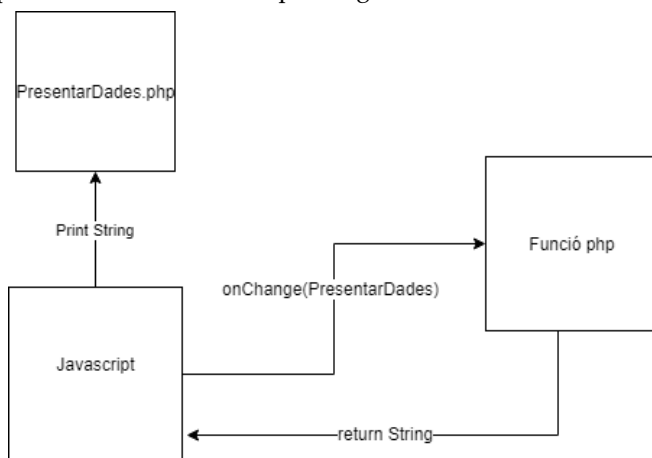 PresentarDades.php
Print String
Funció php
onChange(PresentarDades)
Javascript
return String